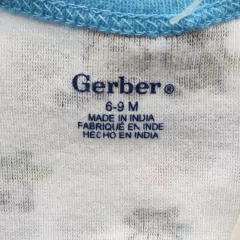 Gerber®
6-9 M
MADE IN INDIA
FABRIQUÉ EN INDE
HECHO EN INDIA